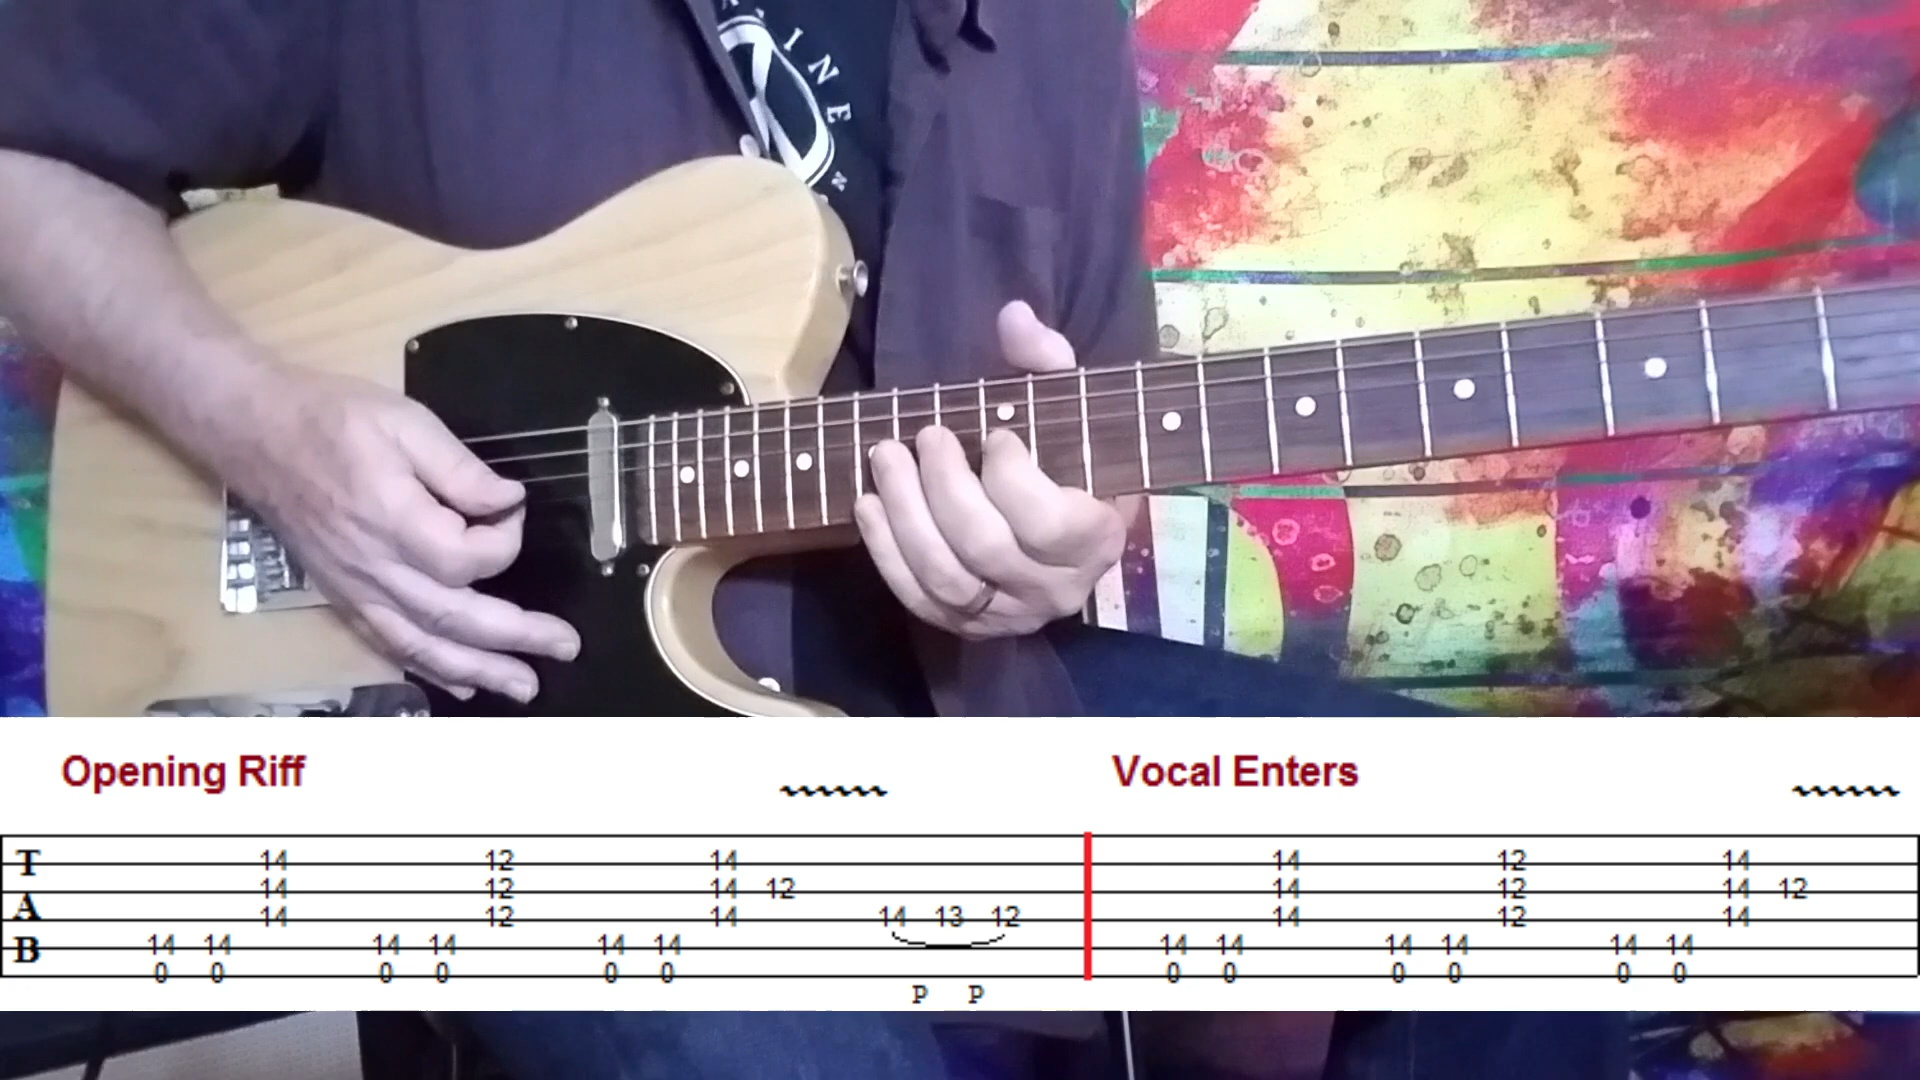 INE
Z
Opening Riff Vocal Enters
T 14 12 14 14 12 14
14 12 14 12 14 12 14 12
A 14 12 14 14 13 12 14 12 14
B 14 14 14 14 14 14 14 14 14 14 14 14
0 0 0 0 0 0 0 0 0 0 0 0
P P